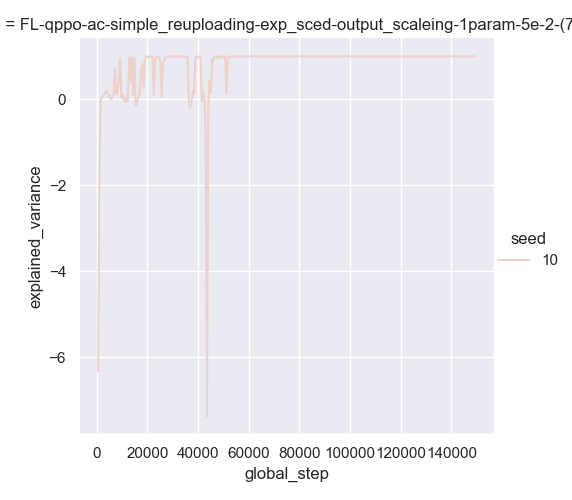 = FL-qppo-ac-simple_reuploading-exp_sced-output_scaleing-1param-5e-2-(7
0
−2
−4
−6
explained_variance
seed
10
0 20000 40000 60000 80000 100000 120000 140000
global_step